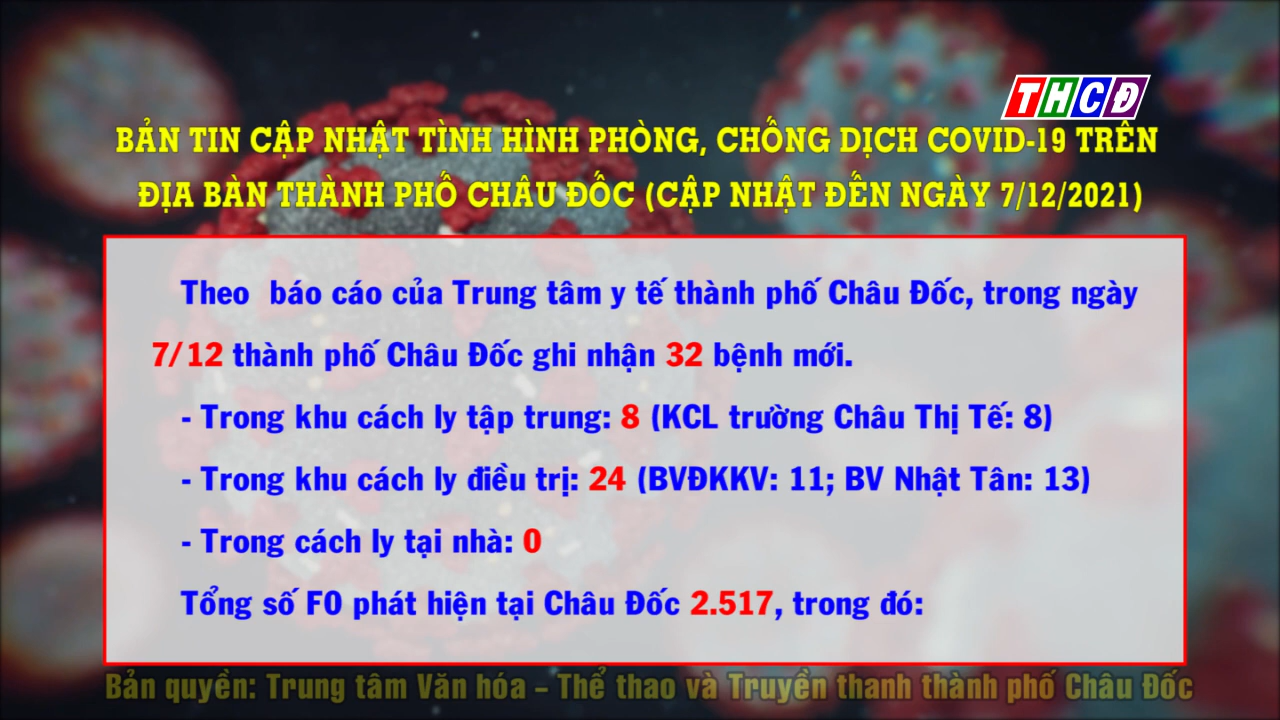 THCĐ
BẢN TIN CẬP NHẬT TÌNH HÌNH PHÒNG, CHỐNG DỊCH COVID-19 TRÊN
ĐỊA BÀN THÀNH PHỐ CHÂU ĐỐC (CẬP NHẬT ĐẾN NGÀY 7/12/2021)
Theo báo cáo của Trung tâm y tế thành phố Châu Đốc, trong ngày
7/12 thành phố Châu Đốc ghi nhận 32 bệnh mới.
- Trong khu cách ly tập trung: 8 (KCL trường Châu Thị Tế: 8)
- Trong khu cách ly điều trị: 24 (BVĐKKV: 11; BV Nhật Tân: 13)
- Trong cách ly tại nhà: 0
Tổng số F0 phát hiện tại Châu Đốc 2.517, trong đó:
Bản quyền: Trung tâm Văn hóa – Thể thao và Truyền thanh thành phố Châu Đốc